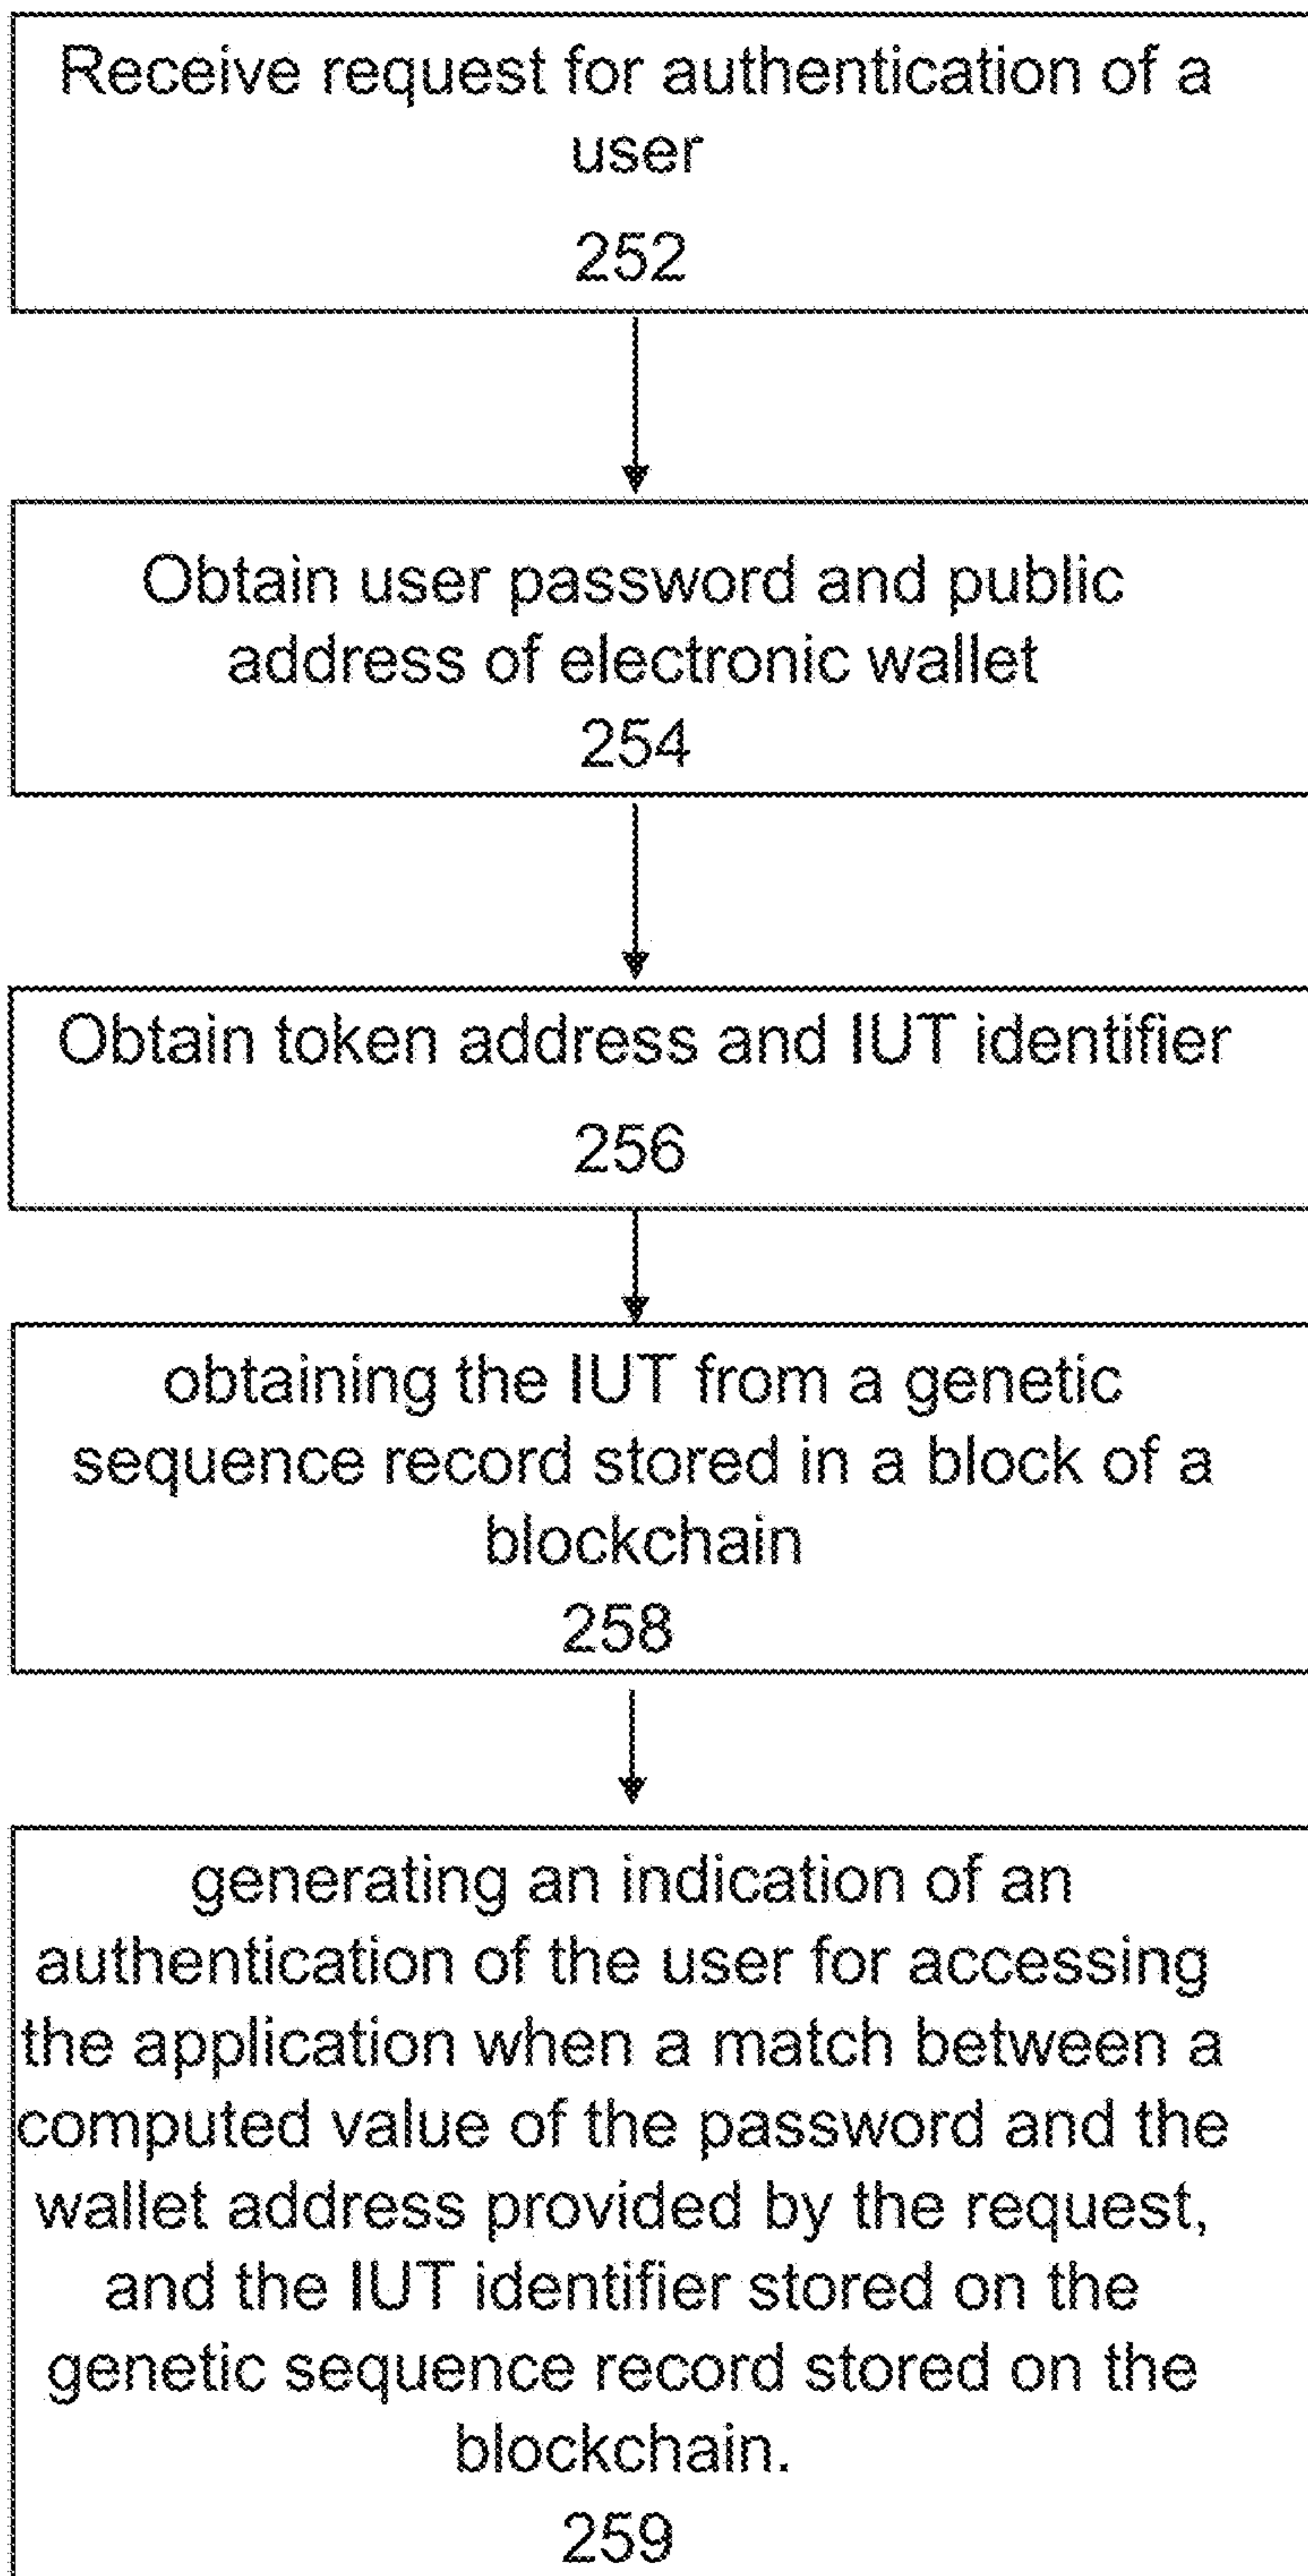 Receive request for authentication of a
user
252
Obtain user password and public
address of electronic wallet
254
Obtain token address and IUT identifier
256
obtaining the IUT from a genetic
sequence record stored in a block of a
blockchain
258
generating an indication of an
authentication of the user for accessing
the application when a match between a
computed value of the password and the
wallet address provided by the request,
and the IUT identifier stored on the
genetic sequence record stored on the
blockchain.
259